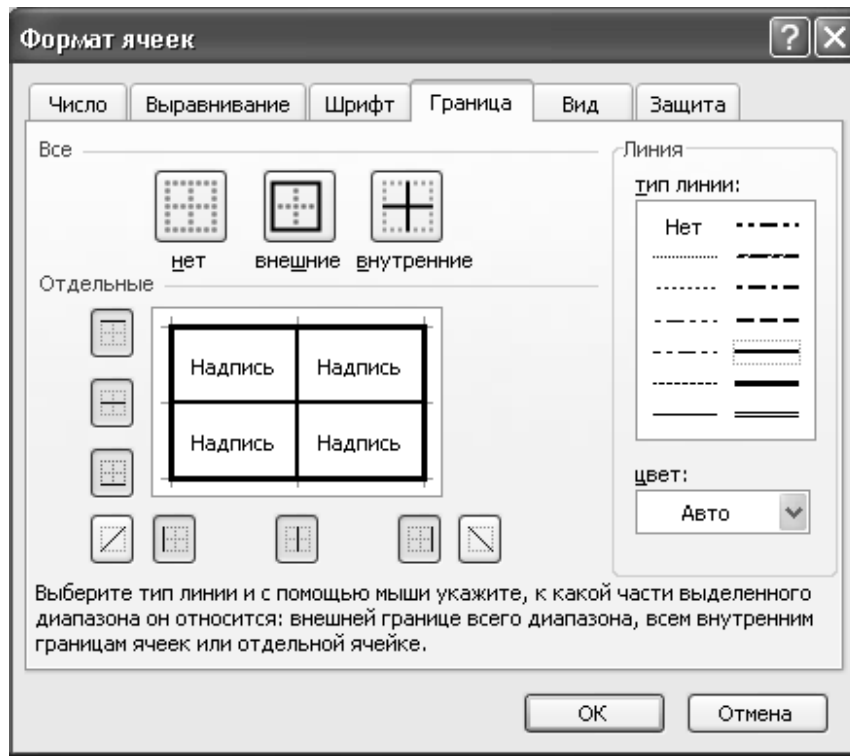 Формат ячеек
Число Выравнивание Шрифт Граница Вид Защита
Все
нет внешние внутренние
Отдельные
Надпись Надпись
Надпись Надпись
Линия
тип линии:
Нет
цвет:
Авто
Выберите тип линии и с помощью мыши укажите, к какой части выделенного
диапазона он относится: внешней границе всего диапазона, всем внутренним
границам ячеек или отдельной ячейке.
ОК Отмена